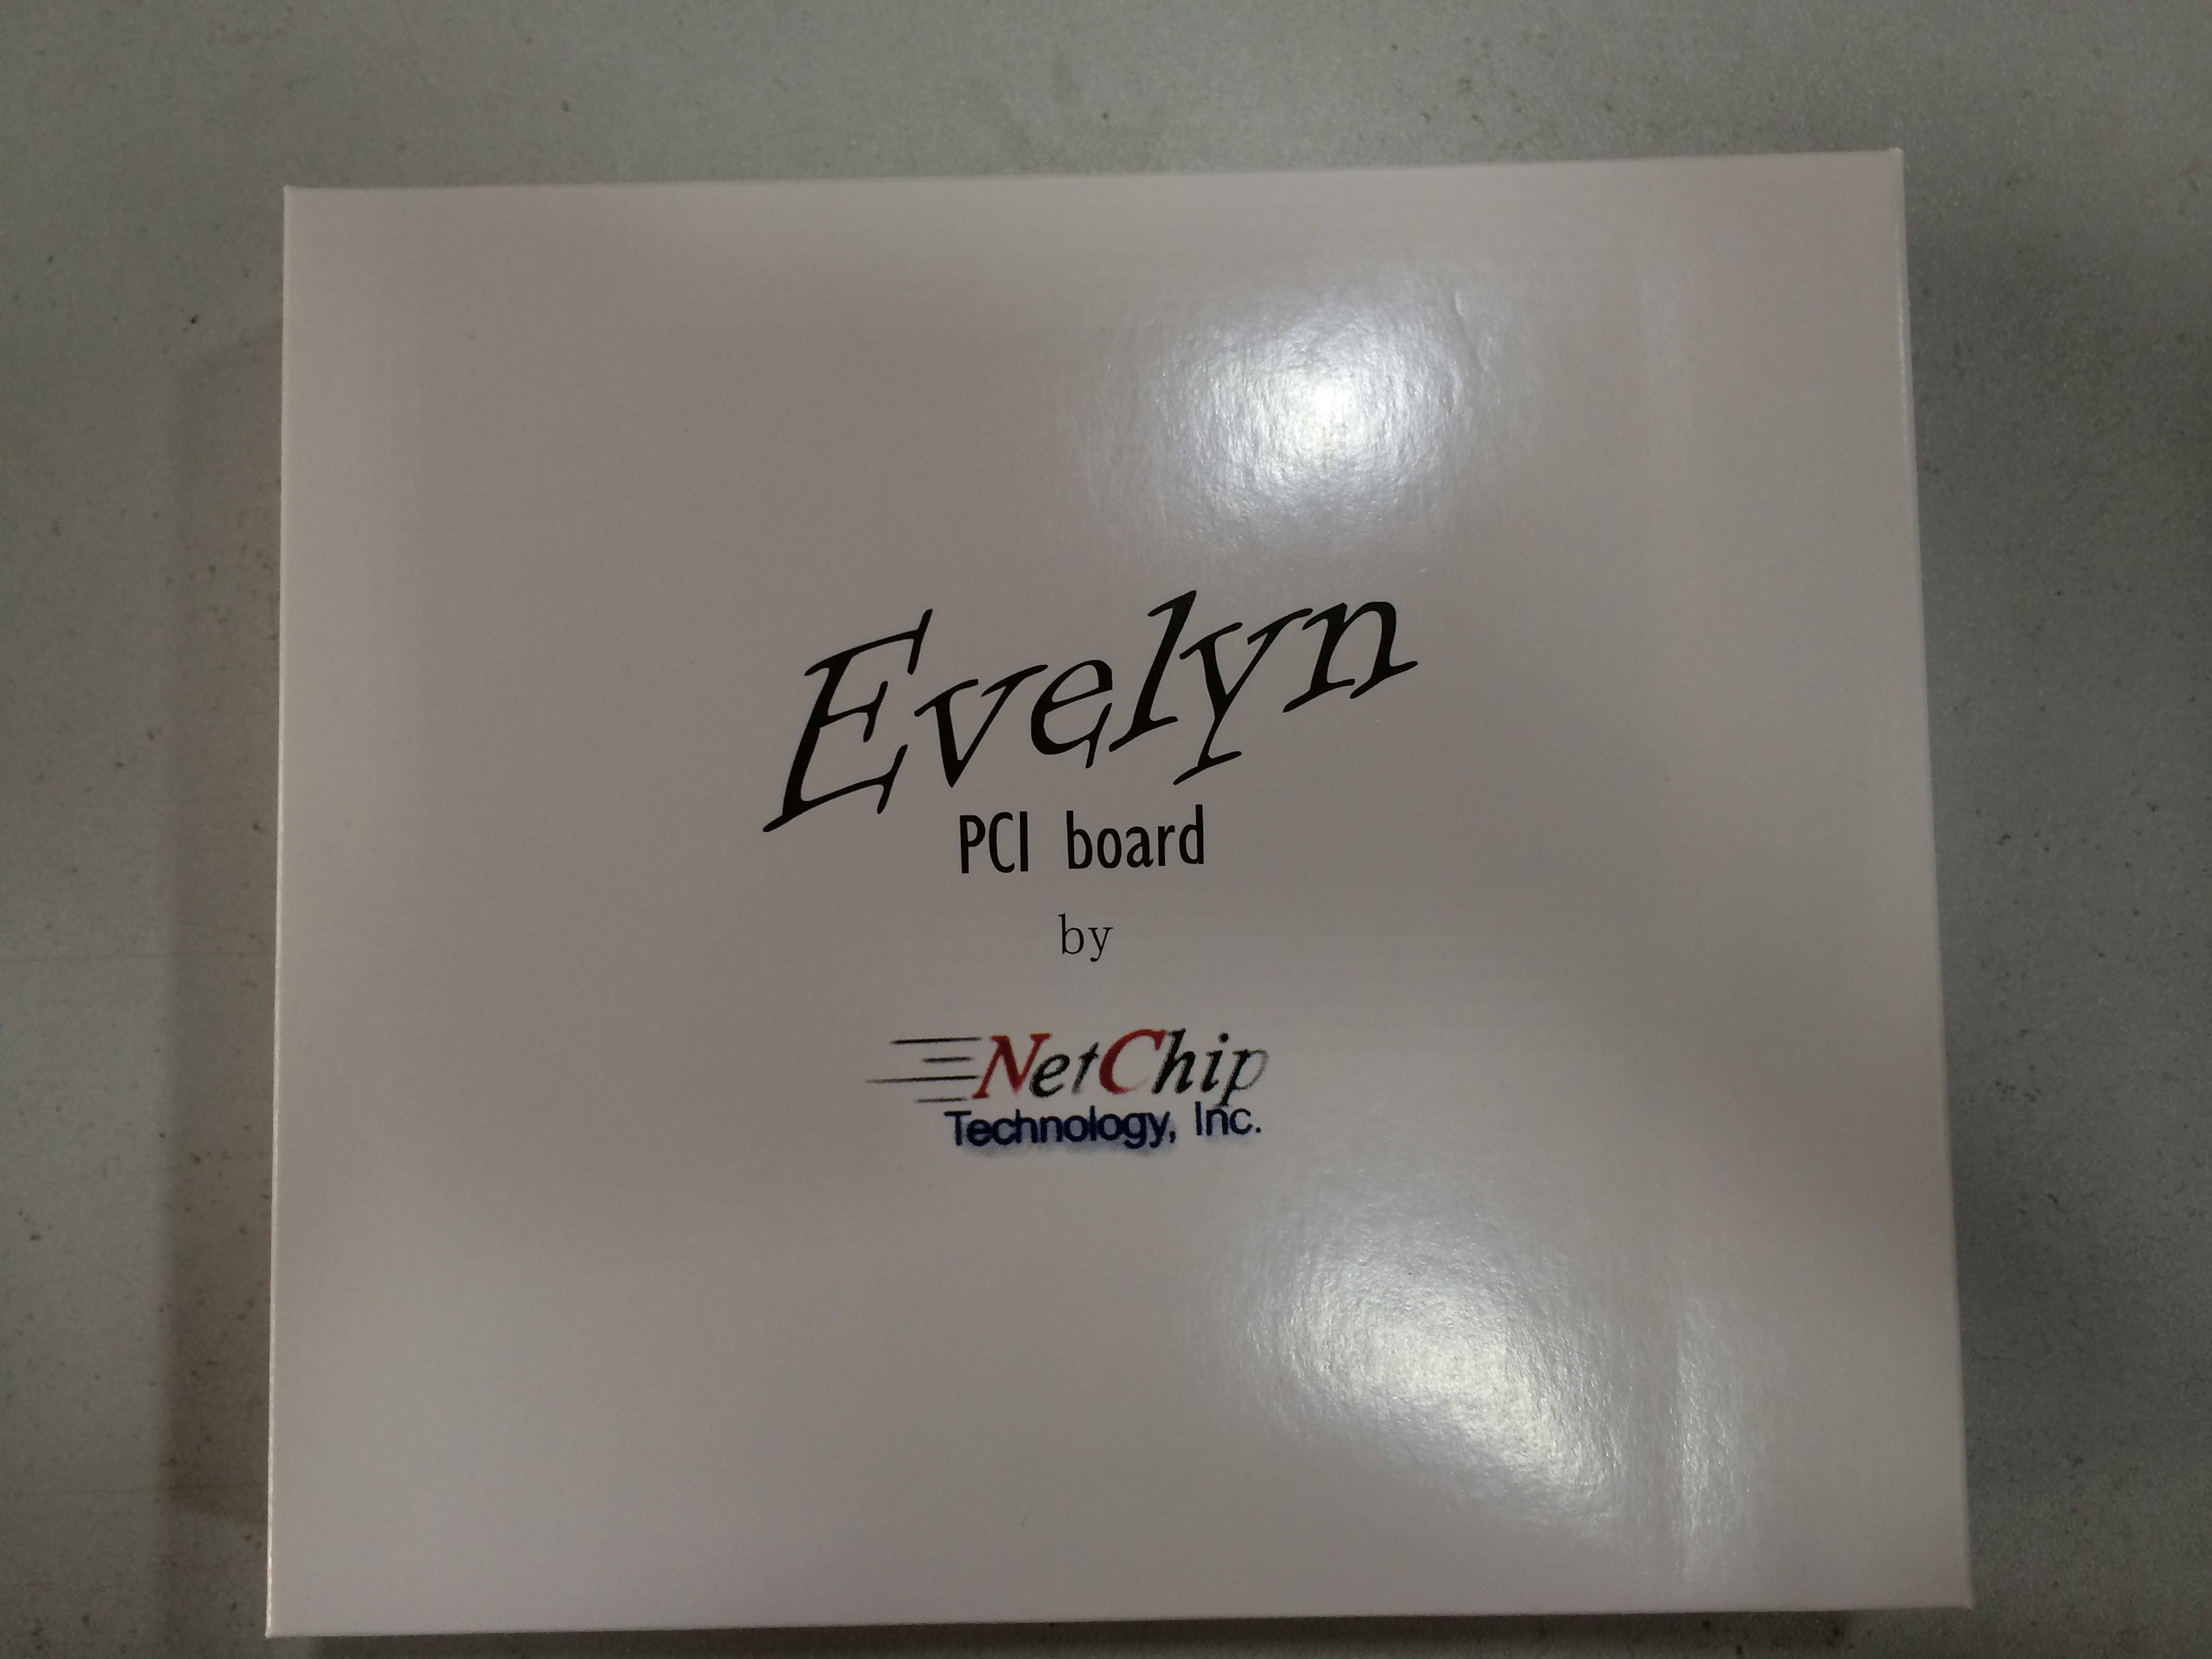 Evelyn
PCI board
by
NetChip
Technology, Inc.